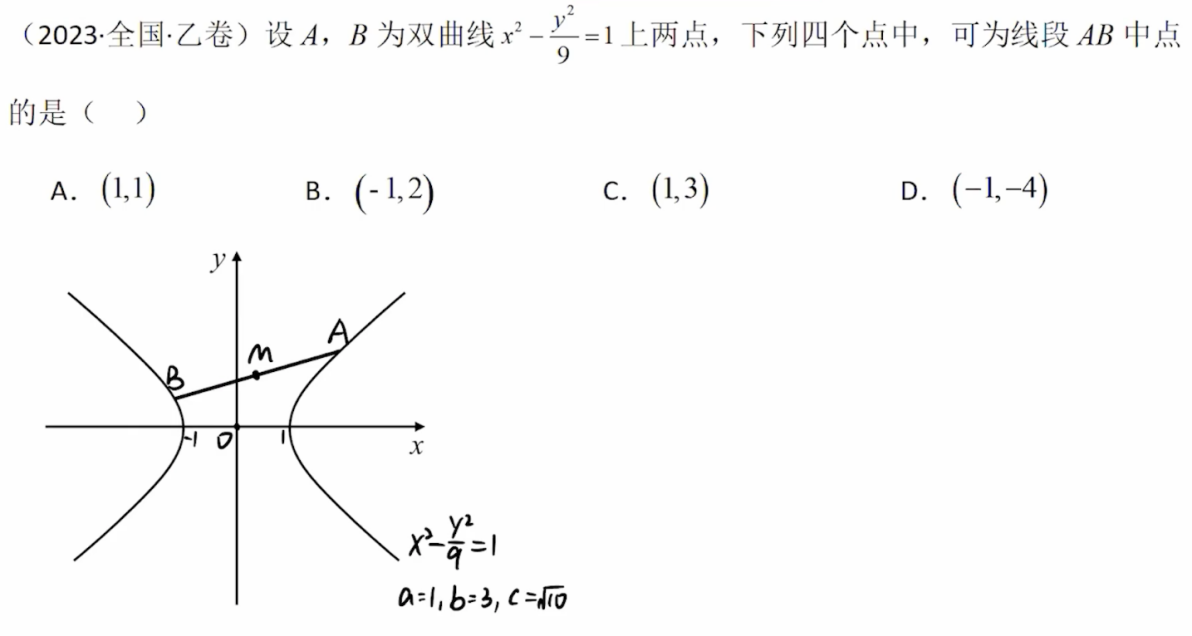 （2023·全国·乙卷）设 A，B 为双曲线 x² - y²/9 =1 上两点，下列四个点中，可为线段 AB 中点
的是（　）
A. (1,1)　B. (-1,2)　C. (1,3)　D. (−1,−4)
y
A
M
B
-1 O 1 x
x² - y²/9 = 1
a=1, b=3, c=√10